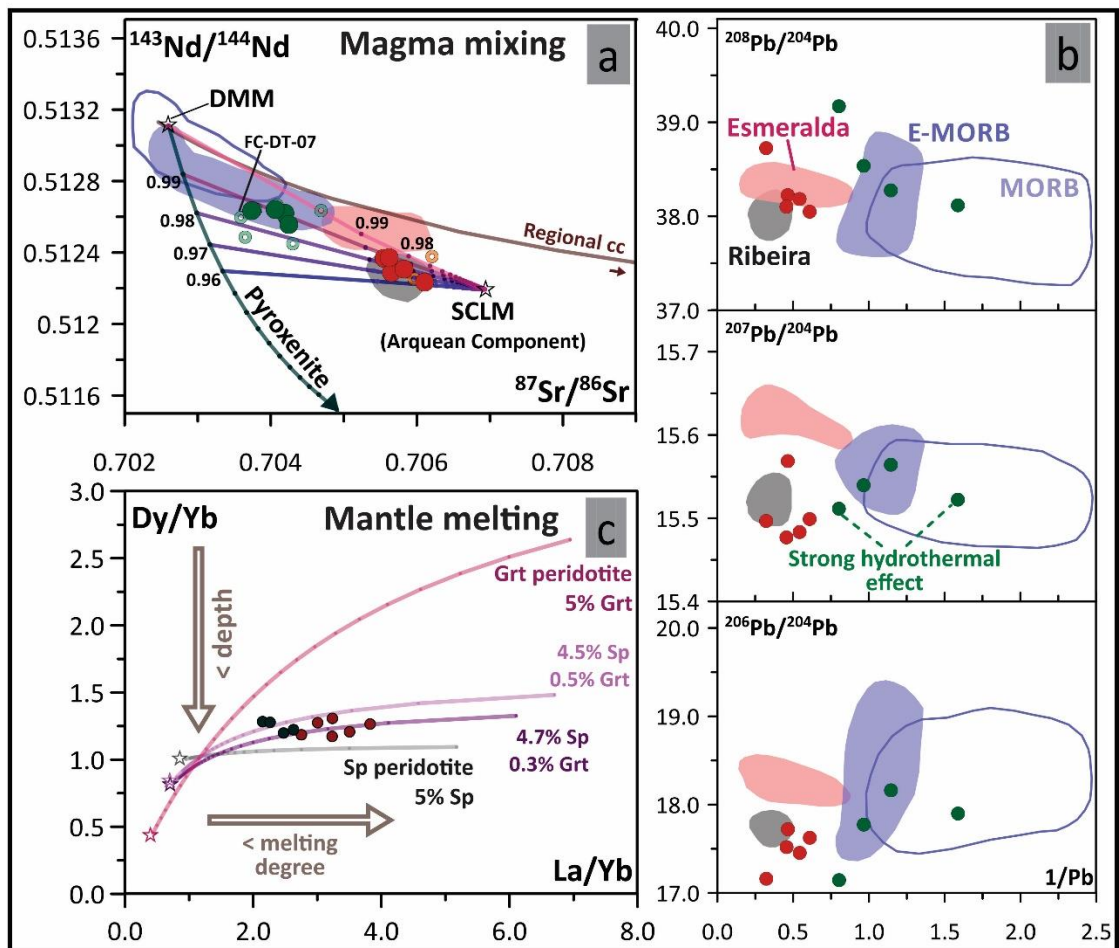 0.5136
0.5132
0.5128
0.5124
0.512
0.5116
¹⁴³Nd/¹⁴⁴Nd
Magma mixing
a
DMM
FC-DT-07
0.99
0.98
0.97
0.96
0.99
0.98
Regional cc
Pyroxenite
SCLM
(Arquean Component)
⁸⁷Sr/⁸⁶Sr
0.702
0.704
0.706
0.708
b
40.0
39.0
38.0
37.0
²⁰⁸Pb/²⁰⁴Pb
Esmeralda
E-MORB
MORB
Ribeira
15.7
15.6
15.5
15.4
²⁰⁷Pb/²⁰⁴Pb
Strong hydrothermal
effect
20.0
19.0
18.0
17.0
²⁰⁶Pb/²⁰⁴Pb
1/Pb
0.0
0.5
1.0
1.5
2.0
2.5
3.0
2.5
2.0
1.5
1.0
0.5
0.0
Dy/Yb
Mantle melting
c
< depth
Grt peridotite
5% Grt
4.5% Sp
0.5% Grt
4.7% Sp
0.3% Grt
Sp peridotite
5% Sp
< melting
degree
La/Yb
0.0
2.0
4.0
6.0
8.0